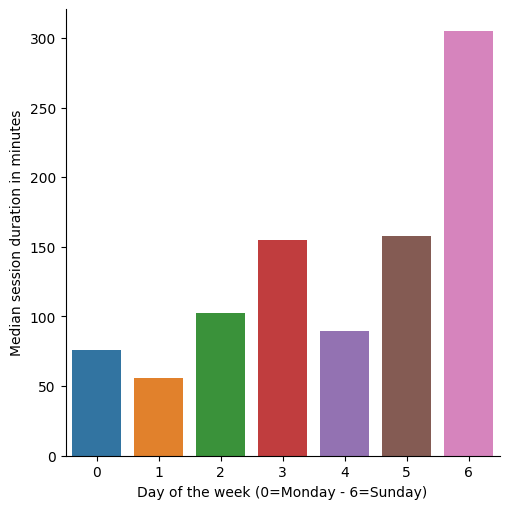 300
250
200
150
100
50
0
Median session duration in minutes
0 1 2 3 4 5 6
Day of the week (0=Monday - 6=Sunday)